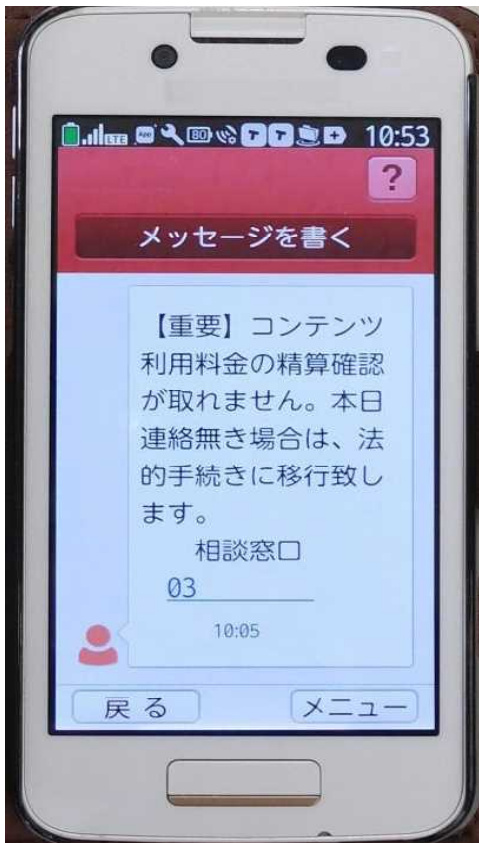 LTE App 80 10:53
?
メッセージを書く
【重要】コンテンツ
利用料金の精算確認
が取れません。本日
連絡無き場合は、法
的手続きに移行致し
ます。
相談窓口
03
10:05
戻る メニュー